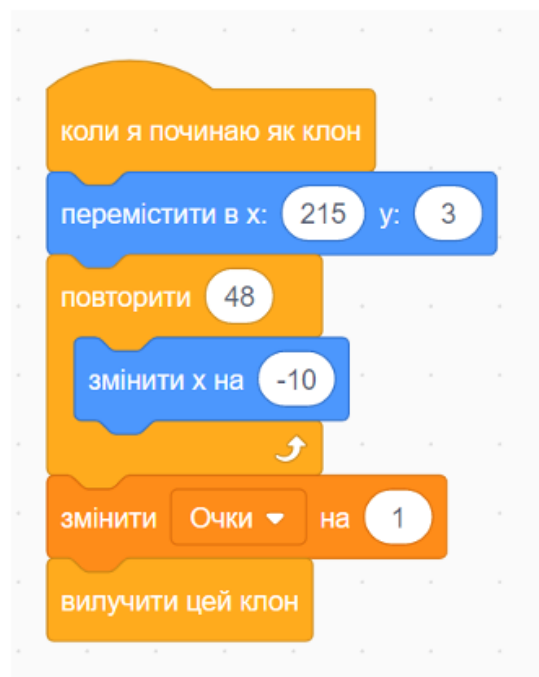 коли я починаю як клон
перемістити в x: 215 y: 3
повторити 48
змінити x на -10
змінити Очки на 1
вилучити цей клон